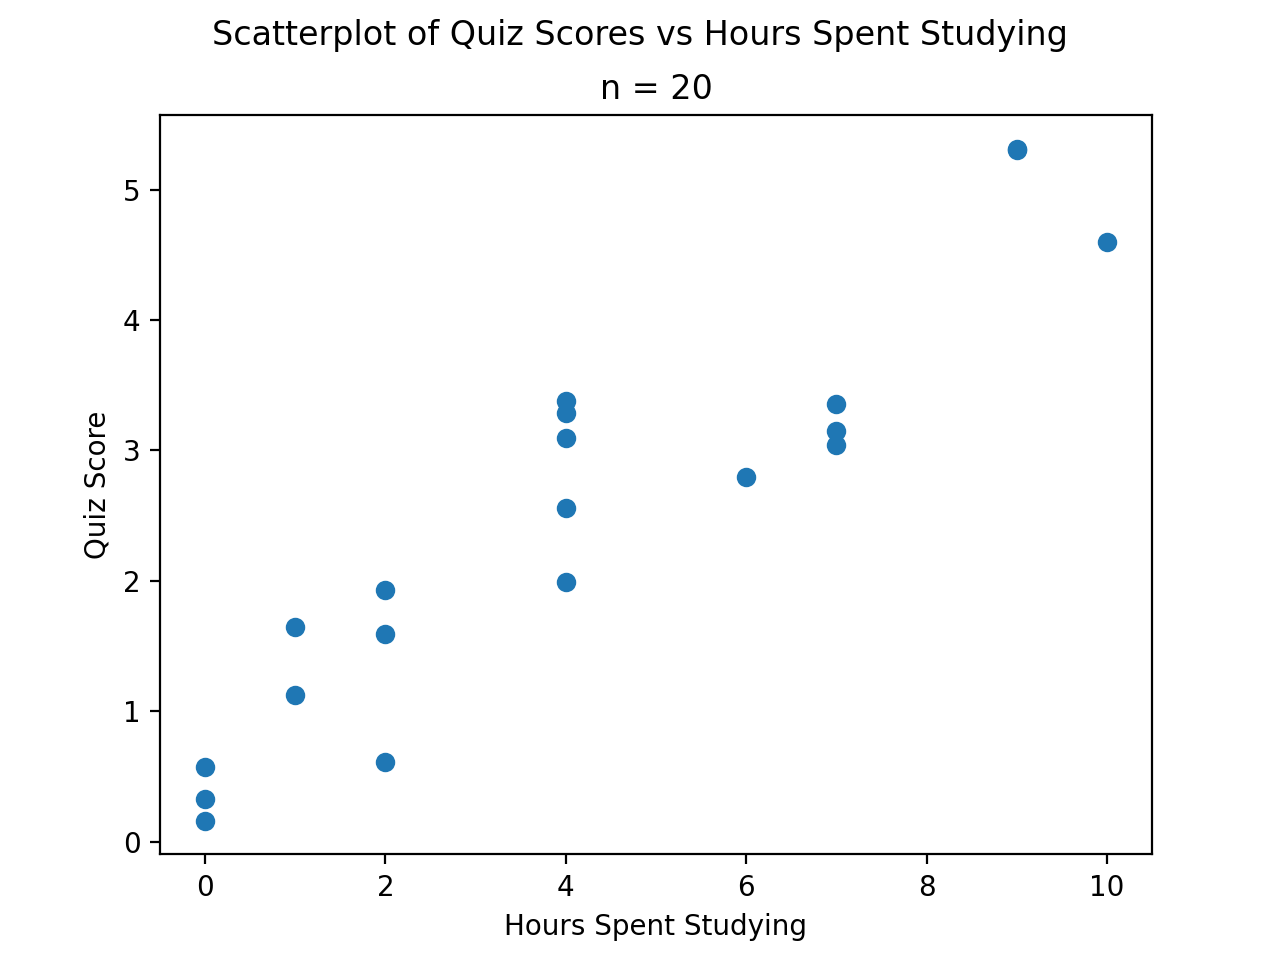 Scatterplot of Quiz Scores vs Hours Spent Studying
n = 20
5
4
3
2
1
0
Quiz Score
0 2 4 6 8 10
Hours Spent Studying